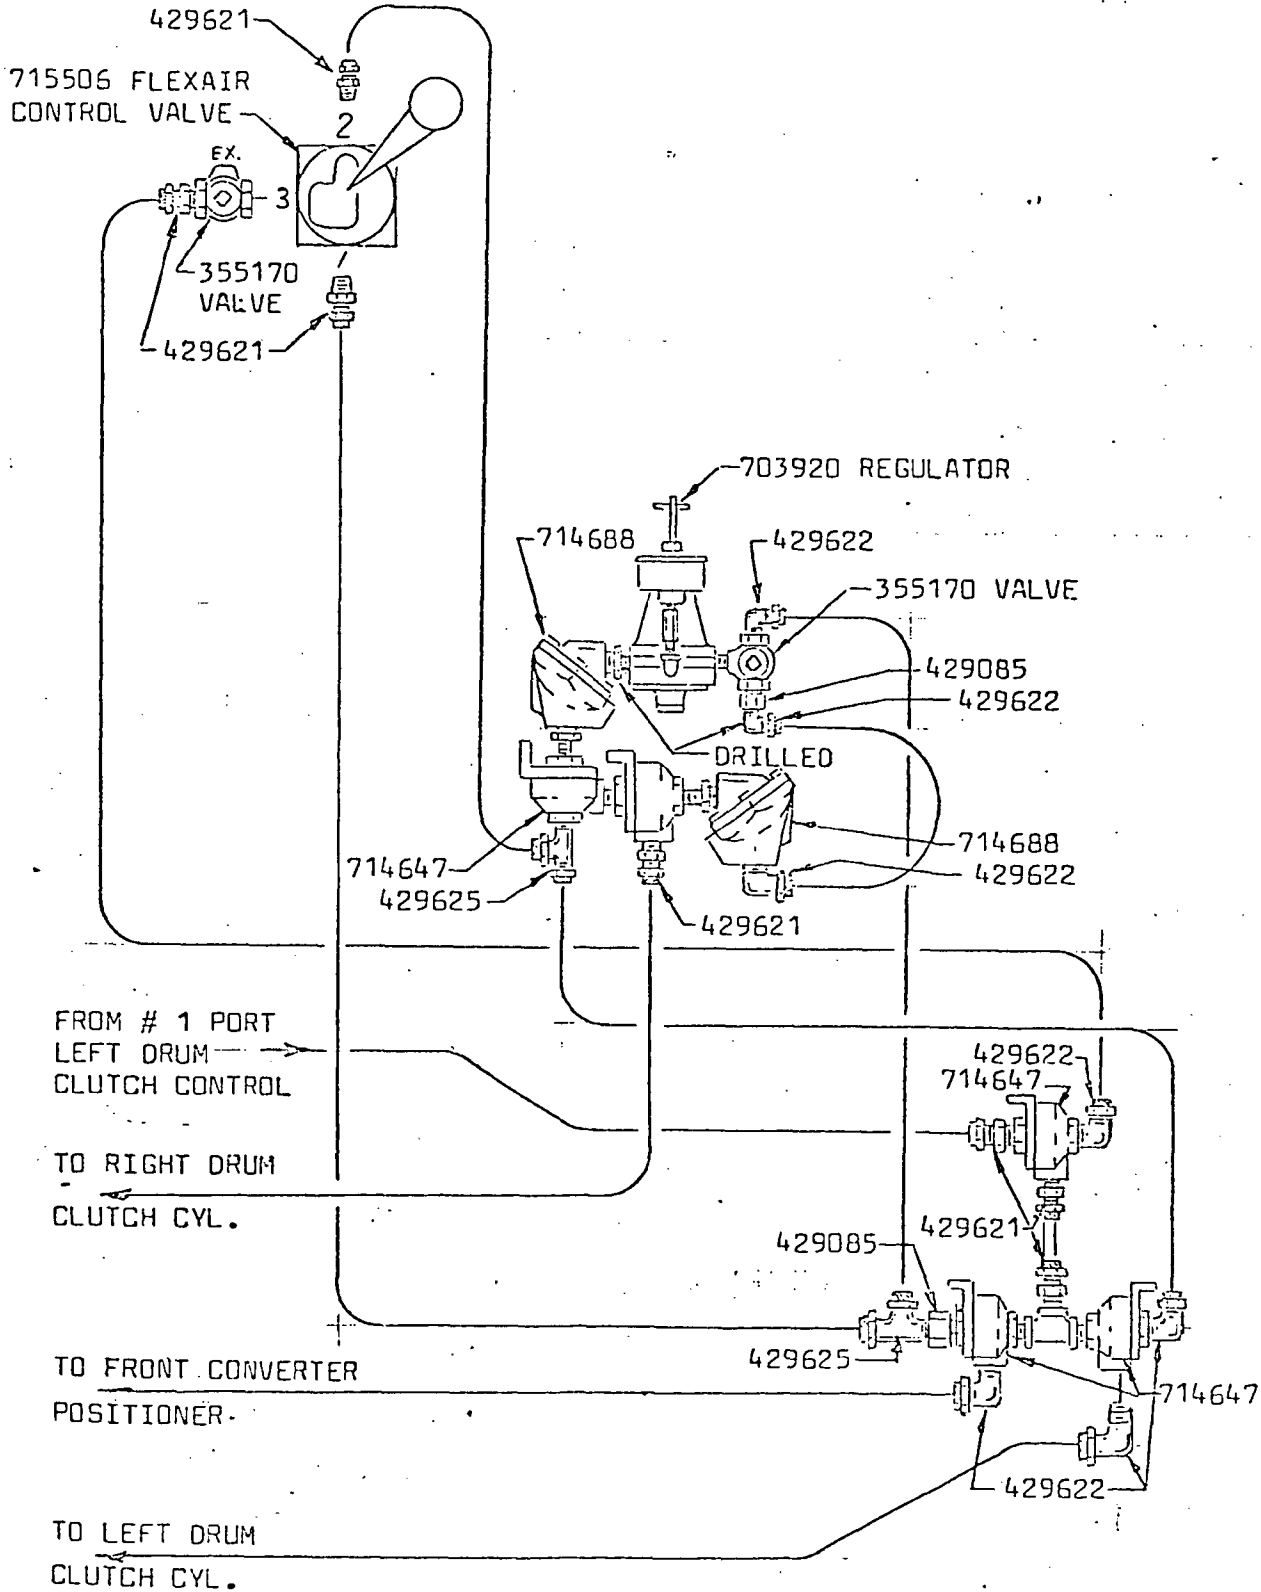 429621
715506 FLEXAIR
CONTROL VALVE
2
EX.
3
1
355170
VALVE
429621
703920 REGULATOR
714688
429622
355170 VALVE
429085
429622
DRILLED
714688
714647
429622
429625
429621
FROM # 1 PORT
LEFT DRUM
CLUTCH CONTROL
429622
714647
TO RIGHT DRUM
CLUTCH CYL.
429621
429085
429625
TO FRONT CONVERTER
POSITIONER
714647
429622
TO LEFT DRUM
CLUTCH CYL.